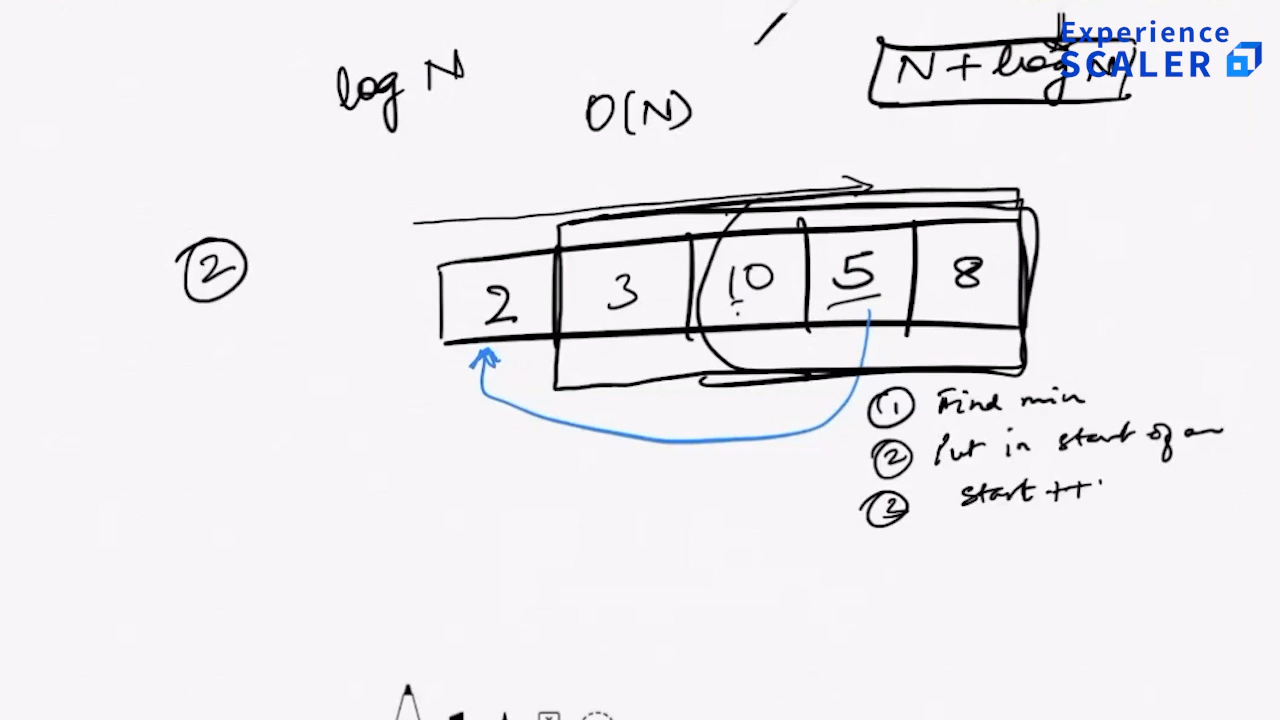 Experience
SCALER
log N
O(N)
N + log N
2
2 3 10 5 8
1 Find min
2 Put in start of arr
3 start ++